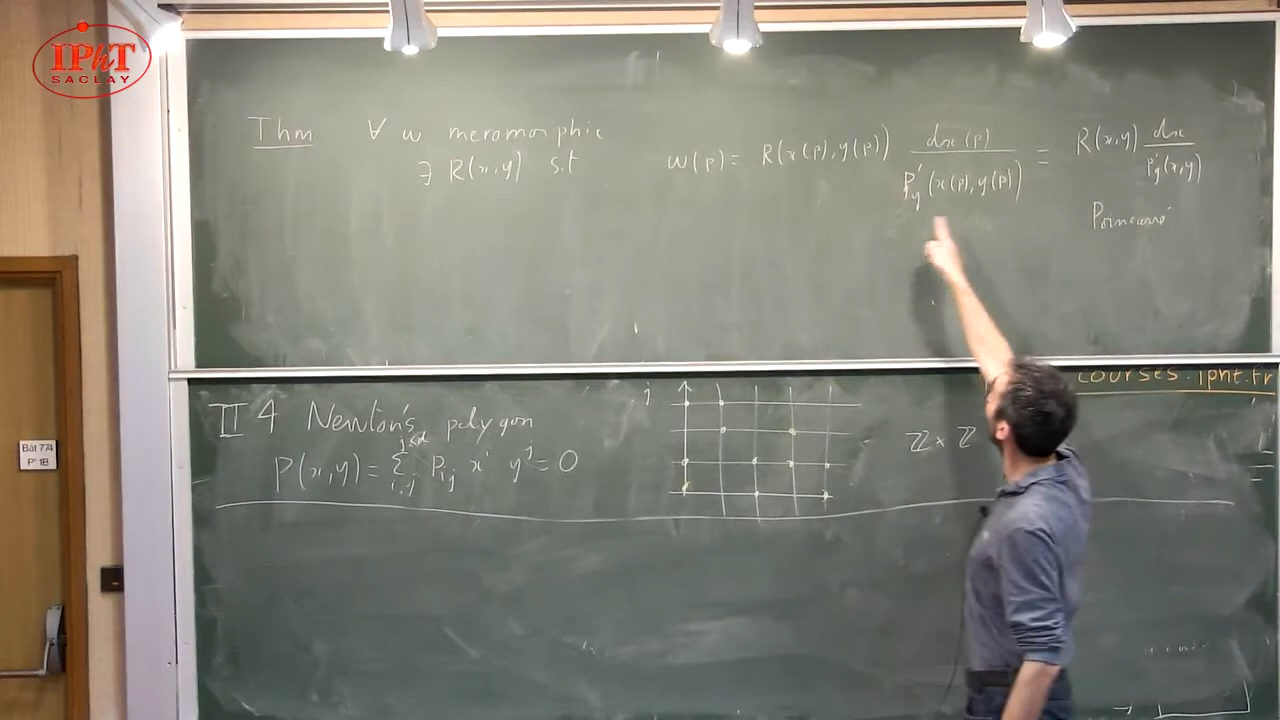 IPhT
SACLAY
Thm ∀ ω meromorphic
∃ R(x,y) s.t
ω(p) = R(x(p), y(p)) dx(p) / P'y(x(p), y(p)) = R(x,y) dx / P'y(x,y)
Poincaré
courses.ipht.fr
II 4 Newton's polygon
P(x,y) = Σ i,j Pij x^i y^j = 0
j
ℤ × ℤ
Bât 774
P* 1B